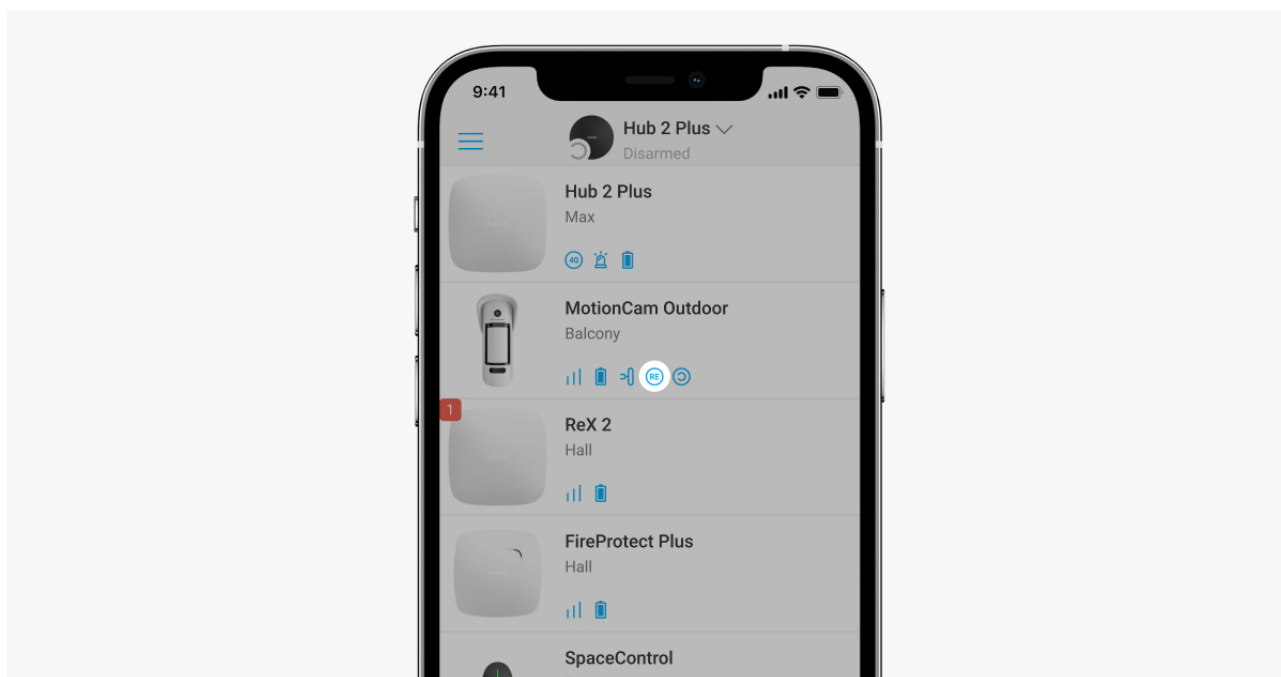 9:41
Hub 2 Plus
Disarmed
Hub 2 Plus
Max
4G
MotionCam Outdoor
Balcony
RE
1
ReX 2
Hall
FireProtect Plus
Hall
SpaceControl